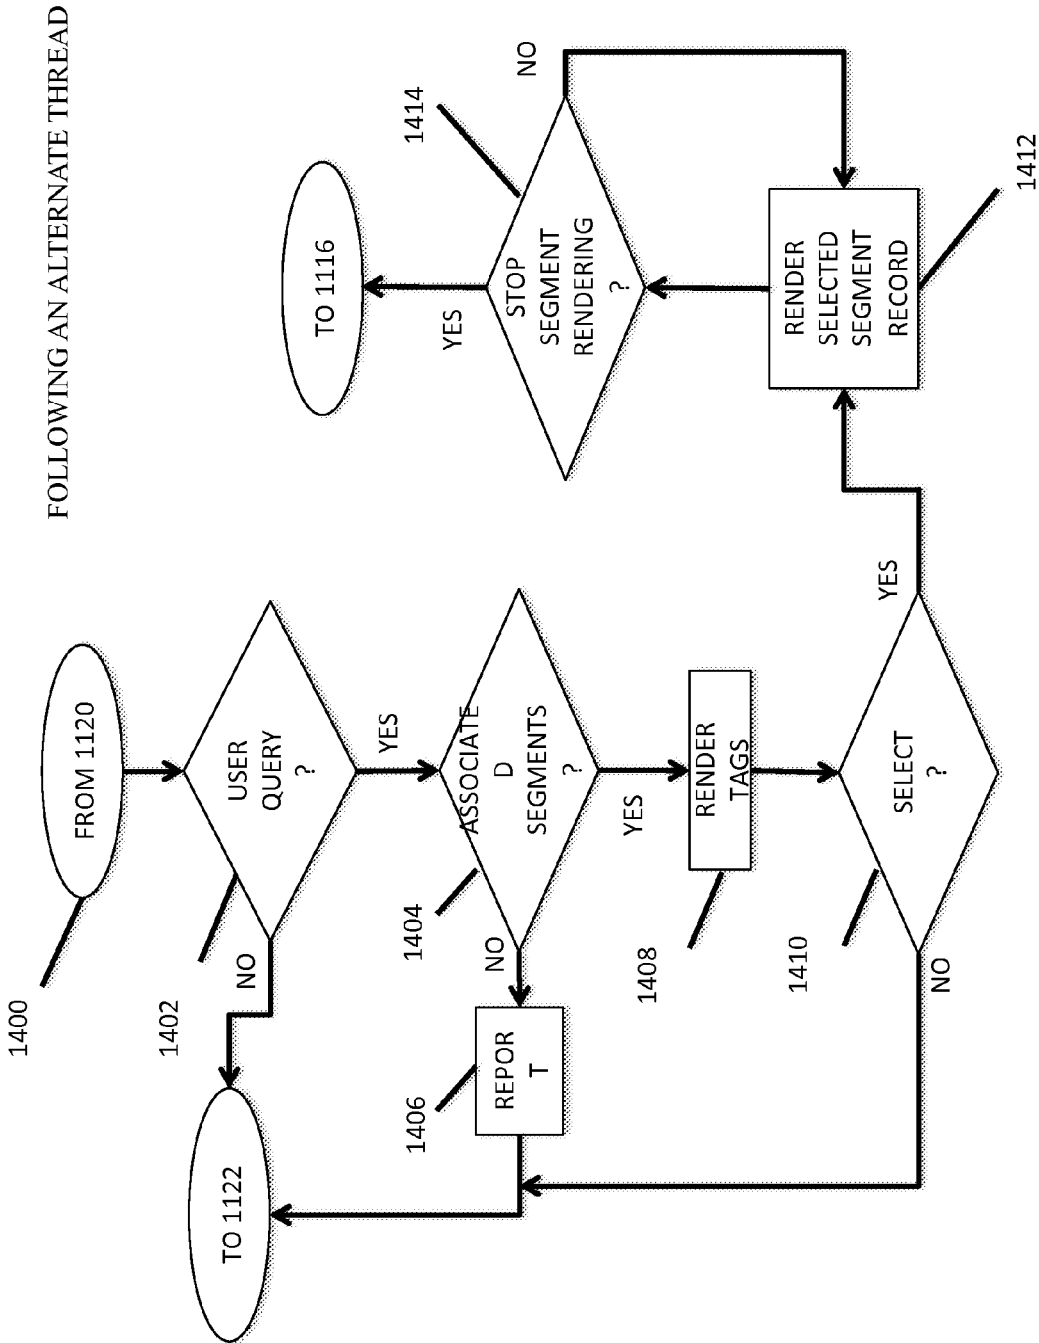 FOLLOWING AN ALTERNATE THREAD
1400
FROM 1120
1402
USER
QUERY
?
NO
YES
TO 1122
1404
ASSOCIATE
D
SEGMENTS
?
NO
YES
1406
REPOR
T
1408
RENDER
TAGS
1410
SELECT
?
NO
YES
RENDER
SELECTED
SEGMENT
RECORD
1412
STOP
SEGMENT
RENDERING
?
1414
NO
YES
TO 1116